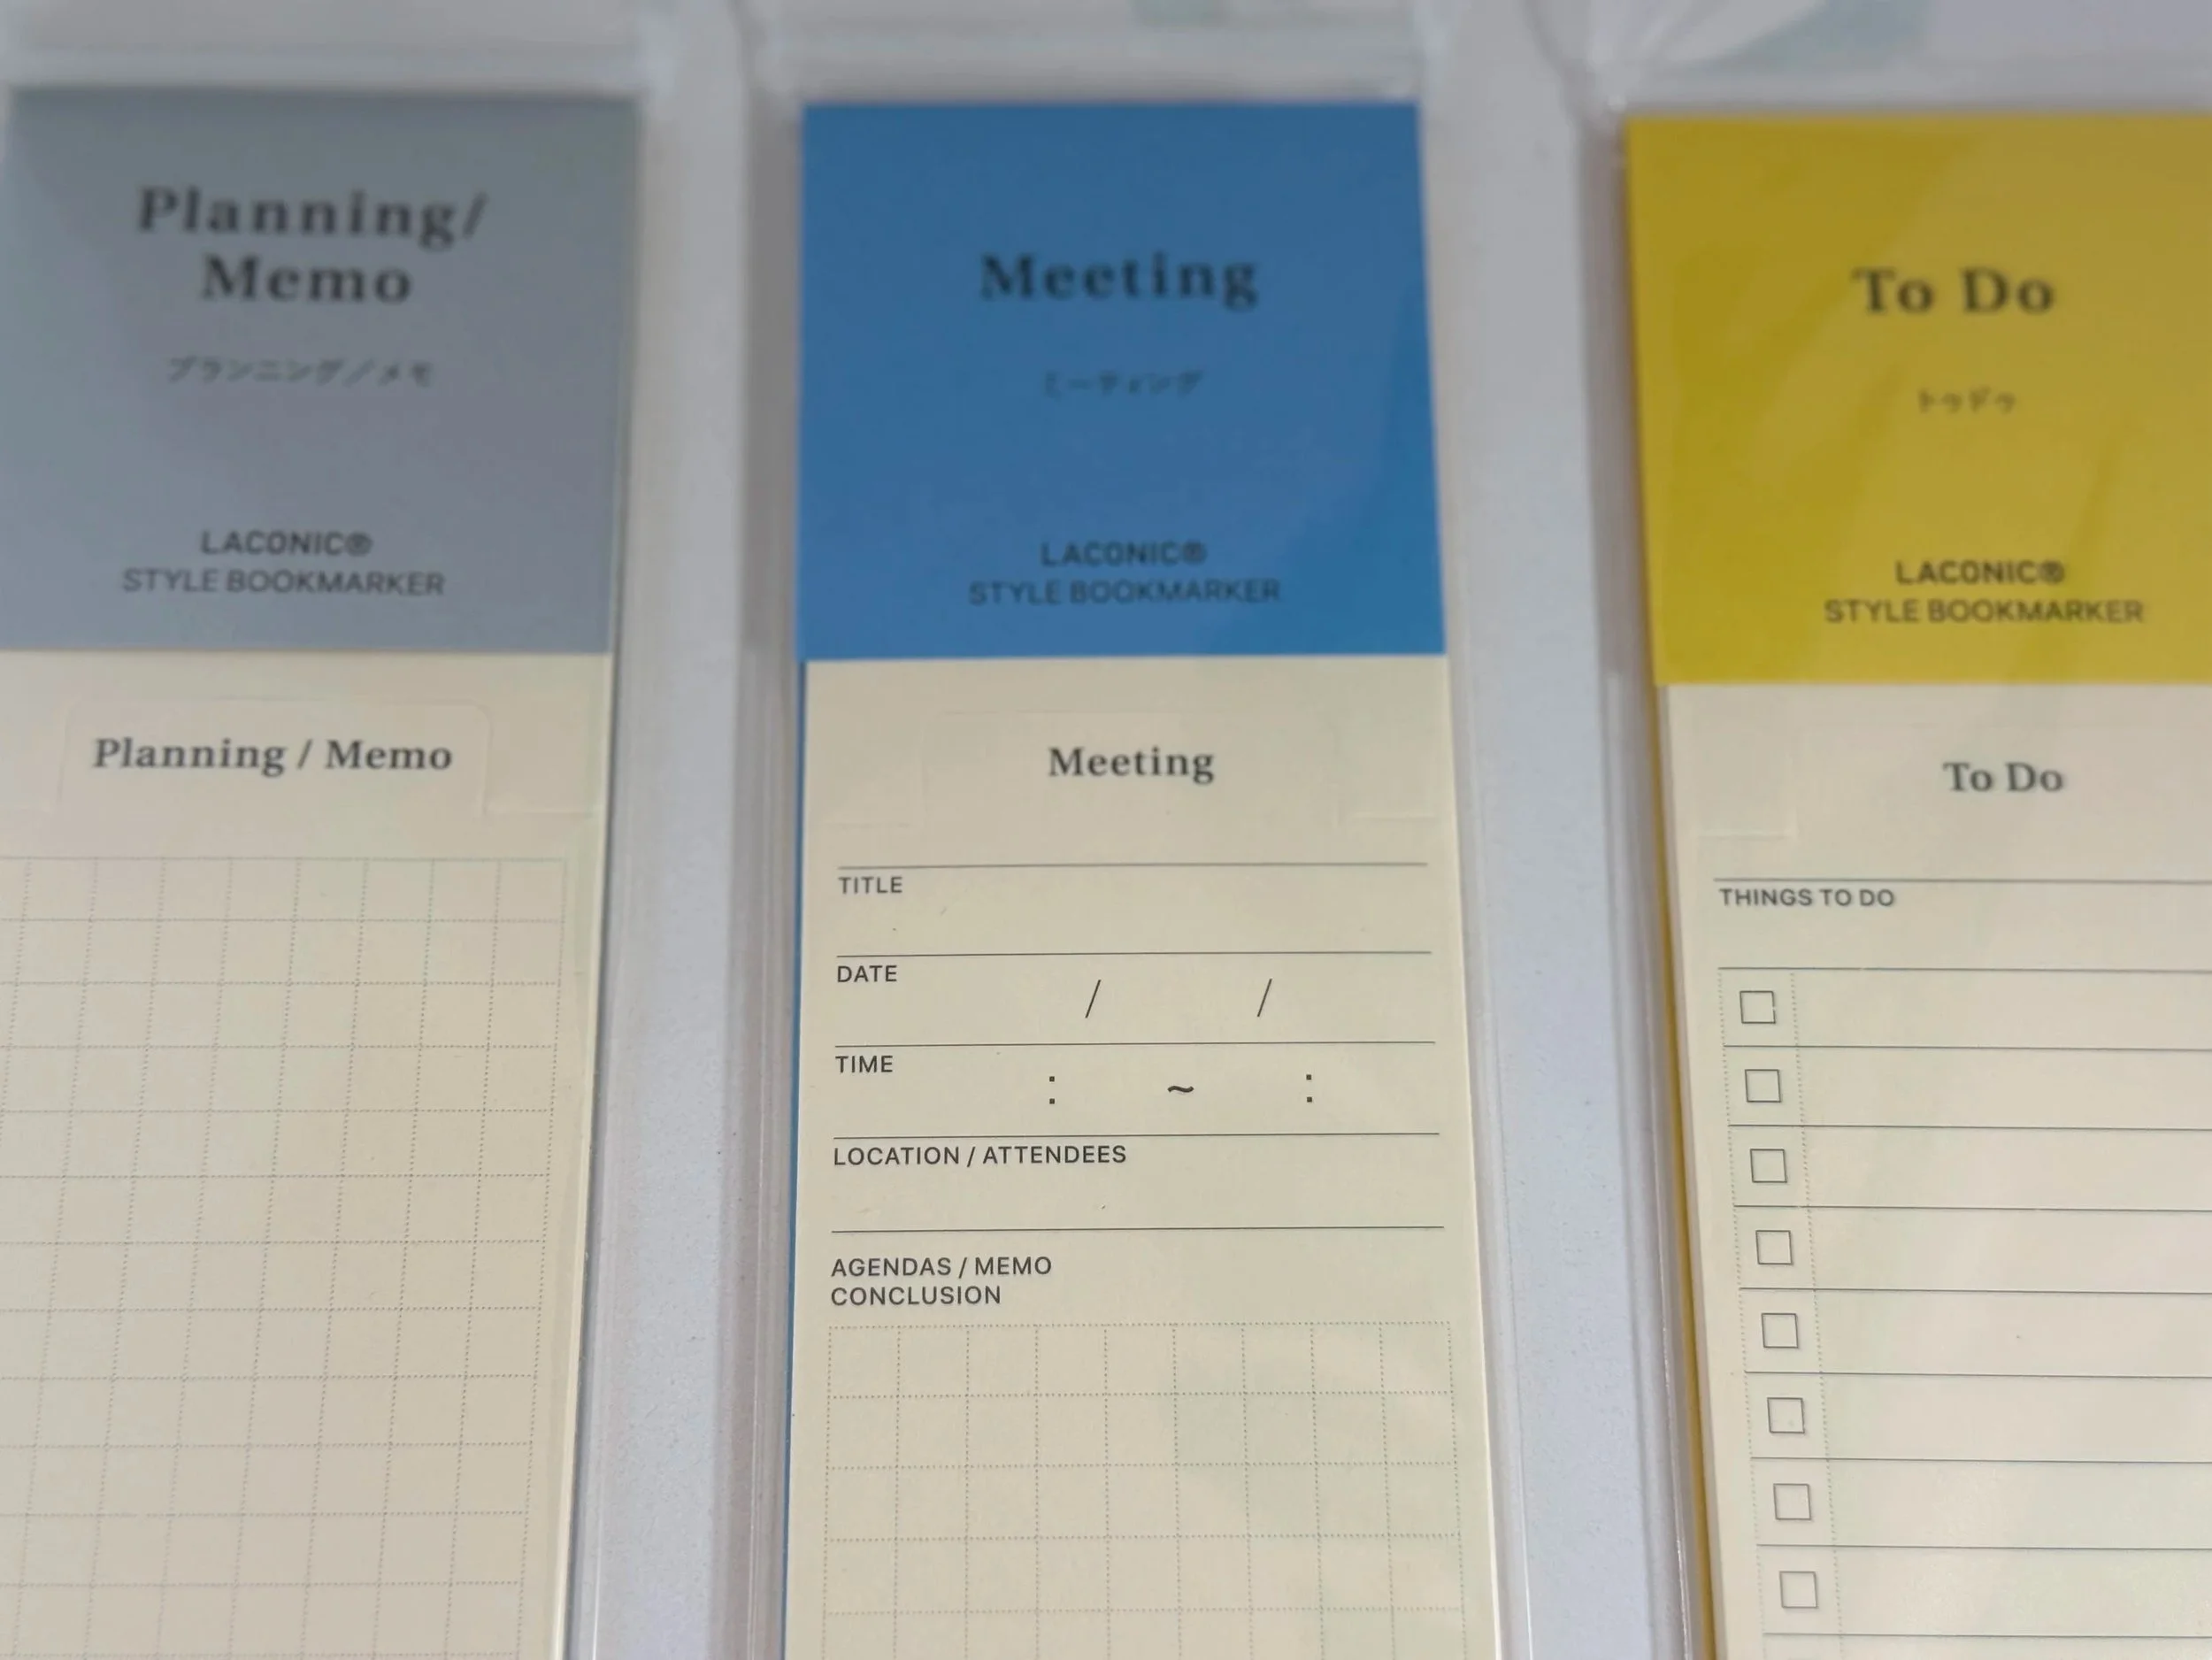 Planning/
Memo
プランニング／メモ
LACONIC®
STYLE BOOKMARKER
Planning / Memo
Meeting
ミーティング
LACONIC®
STYLE BOOKMARKER
Meeting
TITLE
DATE / /
TIME : ~ :
LOCATION / ATTENDEES
AGENDAS / MEMO
CONCLUSION
To Do
トゥドゥ
LACONIC®
STYLE BOOKMARKER
To Do
THINGS TO DO